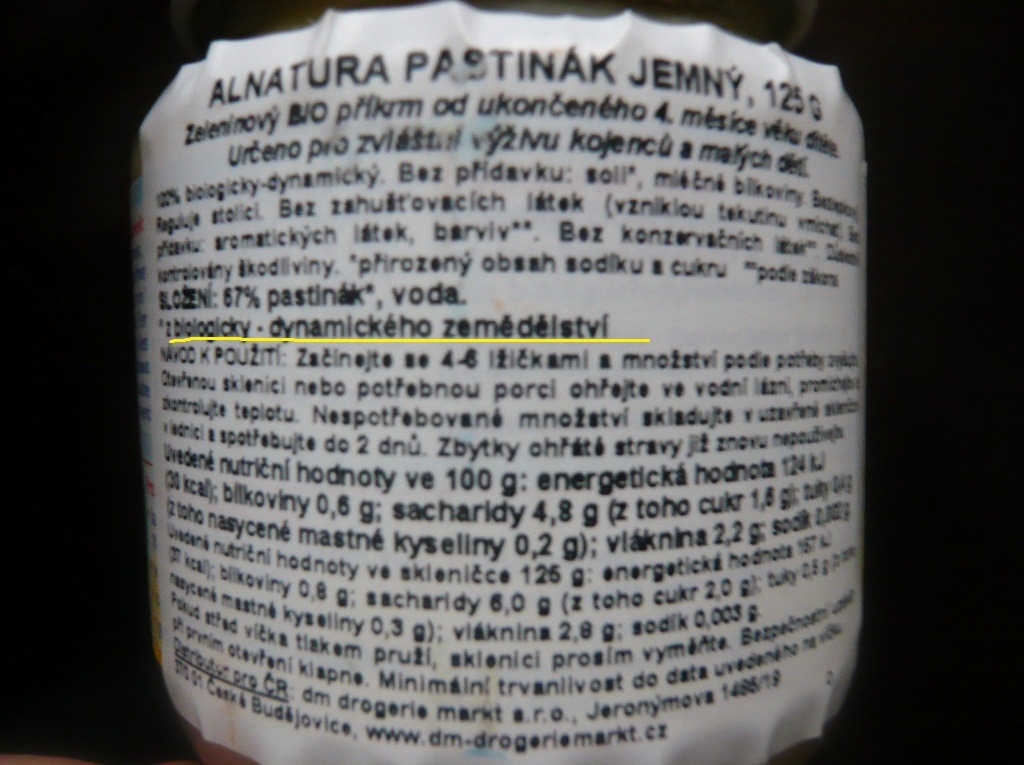 ALNATURA PASTINÁK JEMNÝ, 125 G
Zeleninový BIO příkrm od ukončeného 4. měsíce věku dítěte.
Určeno pro zvláštní výživu kojenců a malých dětí.
100% biologicky-dynamický. Bez přídavku: soli*, mléčné bílkoviny.
Reguluje stolici. Bez zahušťovacích látek (vzniklou tekutinu vmíchat).
přídavku: aromatických látek, barviv**. Bez konzervačních látek**.
kontrolovány škodliviny. *přirozený obsah sodíku a cukru **podle zákona
SLOŽENÍ: 67% pastinák*, voda.
*z biologicky - dynamického zemědělství
NÁVOD K POUŽITÍ: Začínejte se 4-6 lžičkami a množství podle potřeby
Otevřenou sklenici nebo potřebnou porci ohřejte ve vodní lázni,
zkontrolujte teplotu. Nespotřebované množství skladujte v uzavřené
v lednici a spotřebujte do 2 dnů. Zbytky ohřáté stravy již znovu nepoužívejte.
Uvedené nutriční hodnoty ve 100 g: energetická hodnota 124 kJ
(30 kcal); bílkoviny 0,6 g; sacharidy 4,8 g (z toho cukr 1,6 g); tuky
(z toho nasycené mastné kyseliny 0,2 g); vláknina 2,2 g; sodík
Uvedené nutriční hodnoty ve skleničce 125 g: energetická hodnota 157 kJ
(37 kcal); bílkoviny 0,8 g; sacharidy 6,0 g (z toho cukr 2,0 g); tuky
nasycené mastné kyseliny 0,3 g); vláknina 2,8 g; sodík 0,003 g.
Pokud střed víčka tlakem pruží, sklenici prosím vyměňte. Bezpečnostní
při prvním otevření klapne. Minimální trvanlivost do data uvedeného na víčku.
Distributor pro ČR: dm drogerie markt s.r.o., Jeronýmova 1485/19
370 01 České Budějovice, www.dm-drogeriemarkt.cz